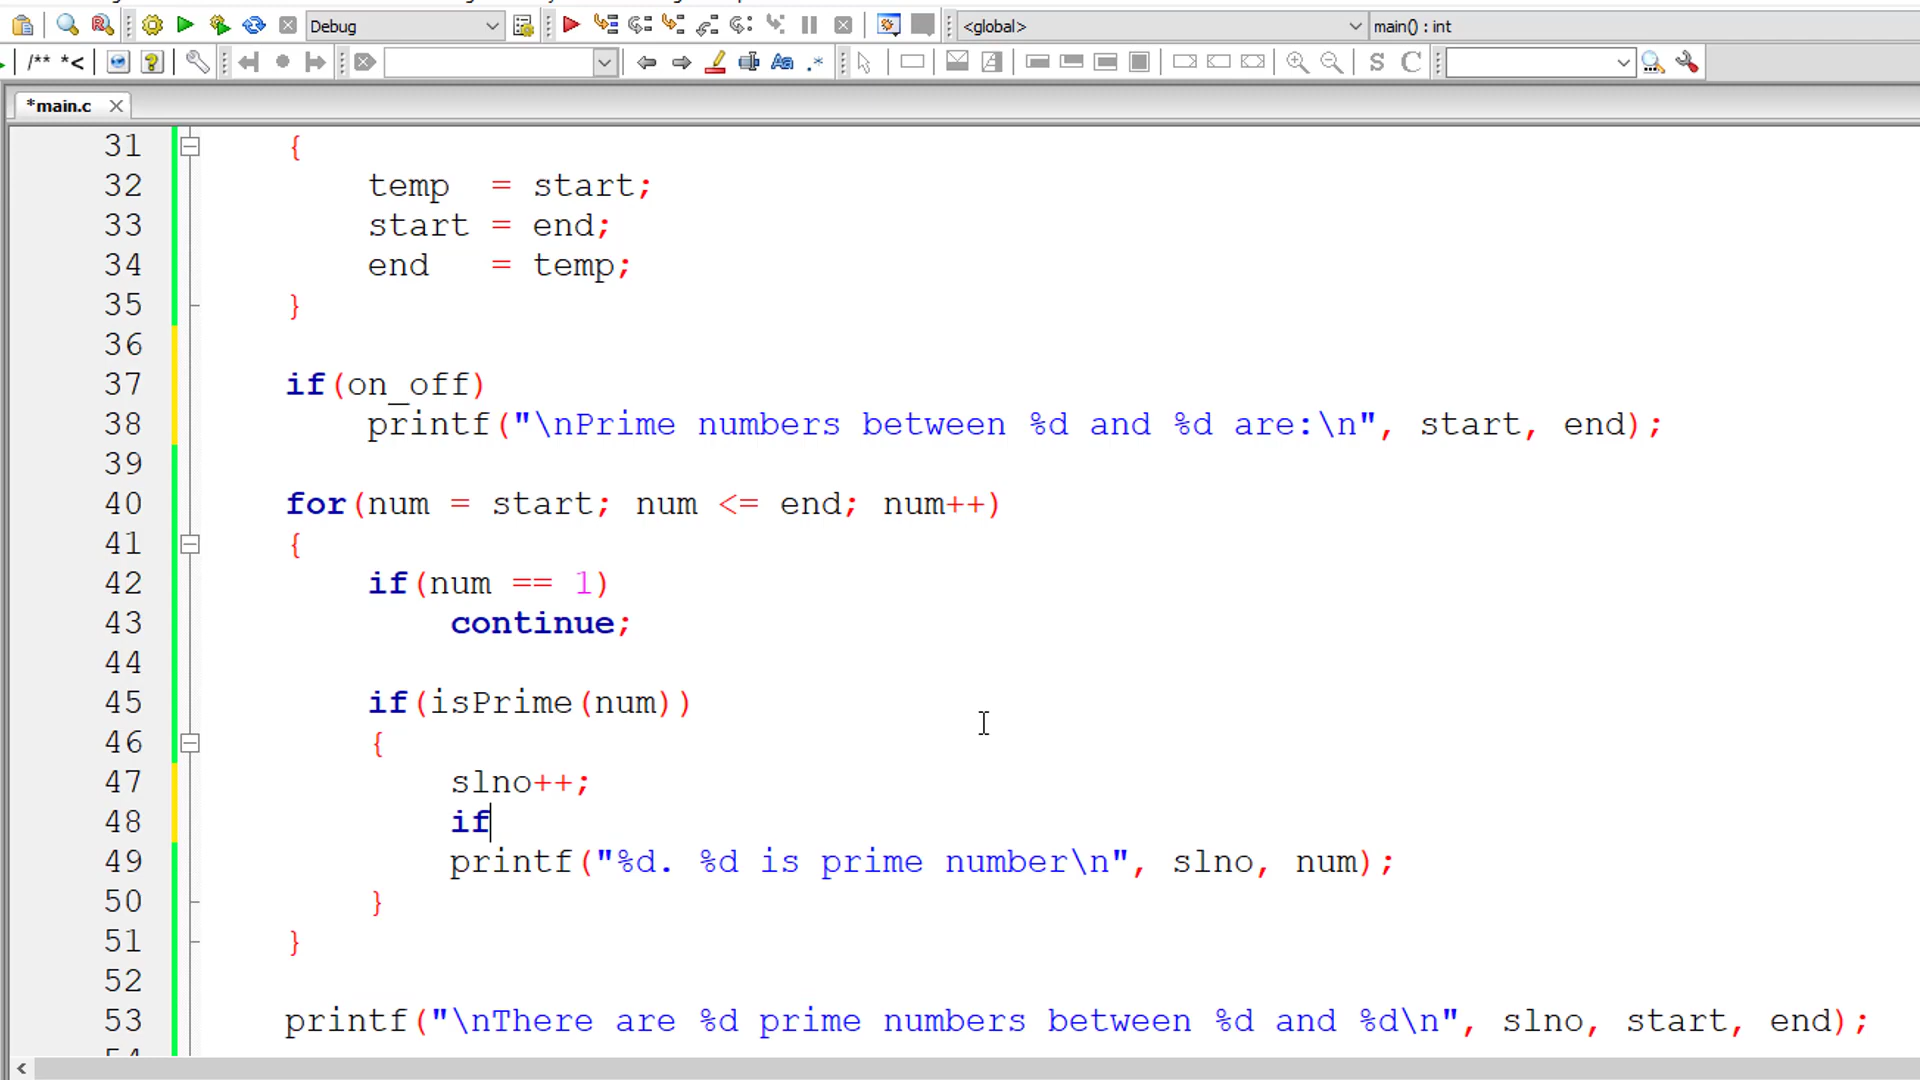 Debug <global> main() : int
/** *<
*main.c
31 {
32 temp = start;
33 start = end;
34 end = temp;
35 }
36
37 if(on_off)
38 printf("\nPrime numbers between %d and %d are:\n", start, end);
39
40 for(num = start; num <= end; num++)
41 {
42 if(num == 1)
43 continue;
44
45 if(isPrime(num))
46 {
47 slno++;
48 if
49 printf("%d. %d is prime number\n", slno, num);
50 }
51 }
52
53 printf("\nThere are %d prime numbers between %d and %d\n", slno, start, end);